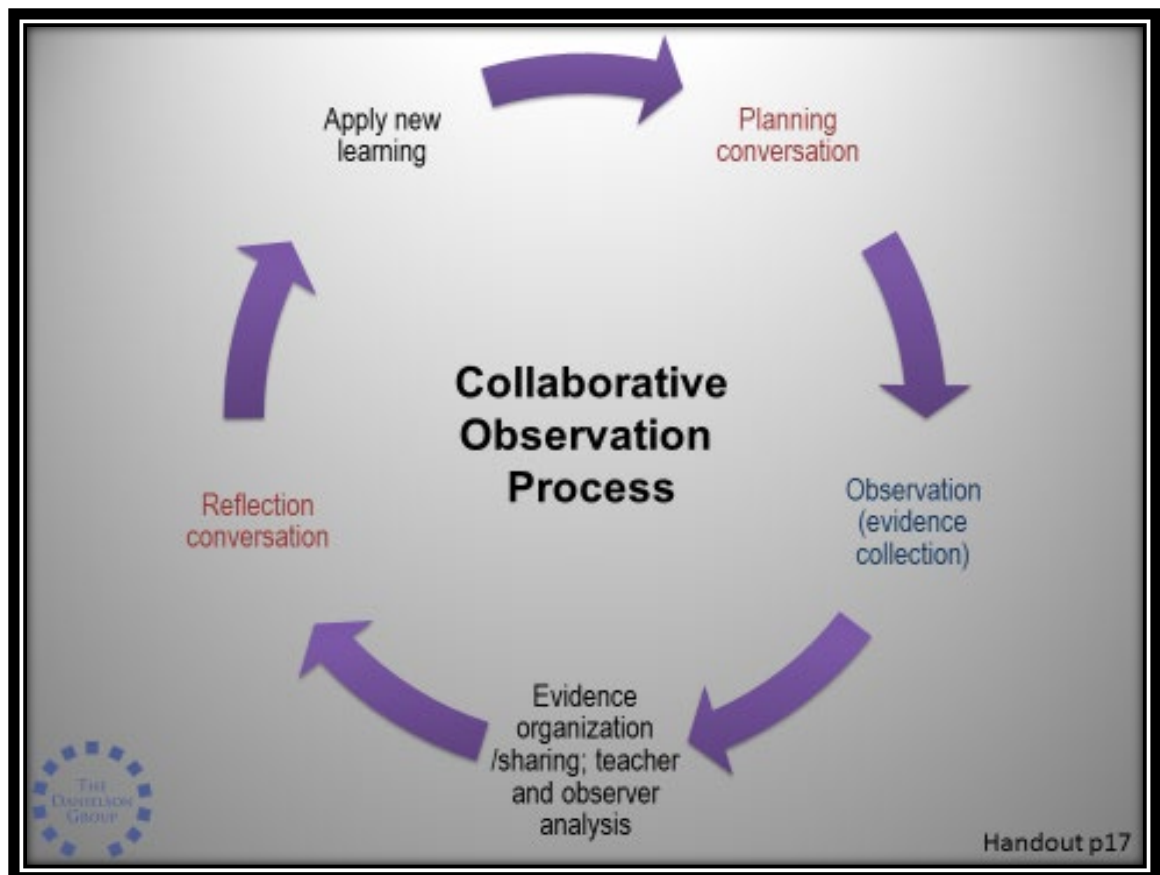 Apply new
learning
Planning
conversation
Collaborative
Observation
Process
Observation
(evidence
collection)
Reflection
conversation
Evidence
organization
/sharing; teacher
and observer
analysis
THE
DANIELSON
GROUP
Handout p17